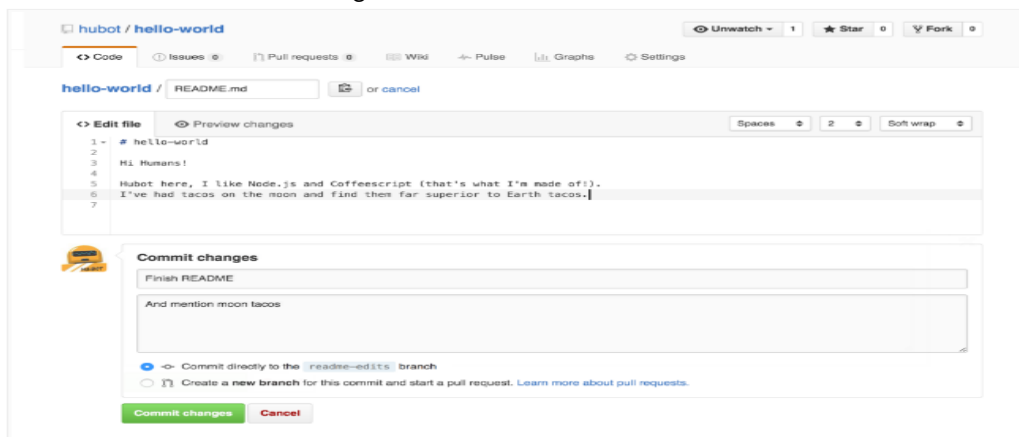 hubot / hello-world
Unwatch 1 Star 0 Fork 0
<> Code Issues 0 Pull requests 0 Wiki Pulse Graphs Settings
hello-world / README.md or cancel
<> Edit file Preview changes Spaces 2 Soft wrap
1 # hello-world
2
3 Hi Humans!
4
5 Hubot here, I like Node.js and Coffeescript (that's what I'm made of!).
6 I've had tacos on the moon and find them far superior to Earth tacos.
7
Commit changes
Finish README
And mention moon tacos
Commit directly to the readme-edits branch
Create a new branch for this commit and start a pull request. Learn more about pull requests.
Commit changes Cancel